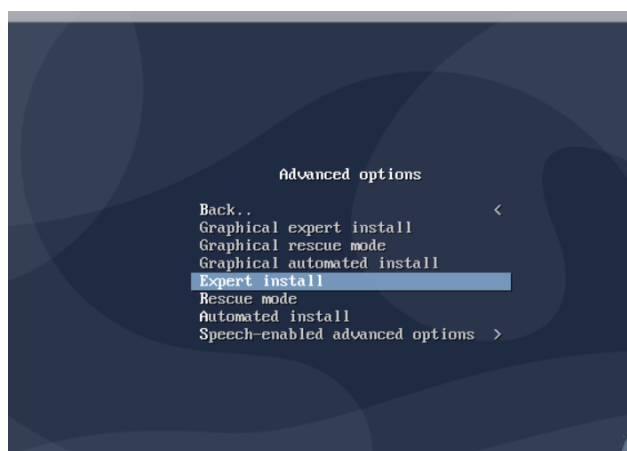 Advanced options
Back.. <
Graphical expert install
Graphical rescue mode
Graphical automated install
Expert install
Rescue mode
Automated install
Speech-enabled advanced options >